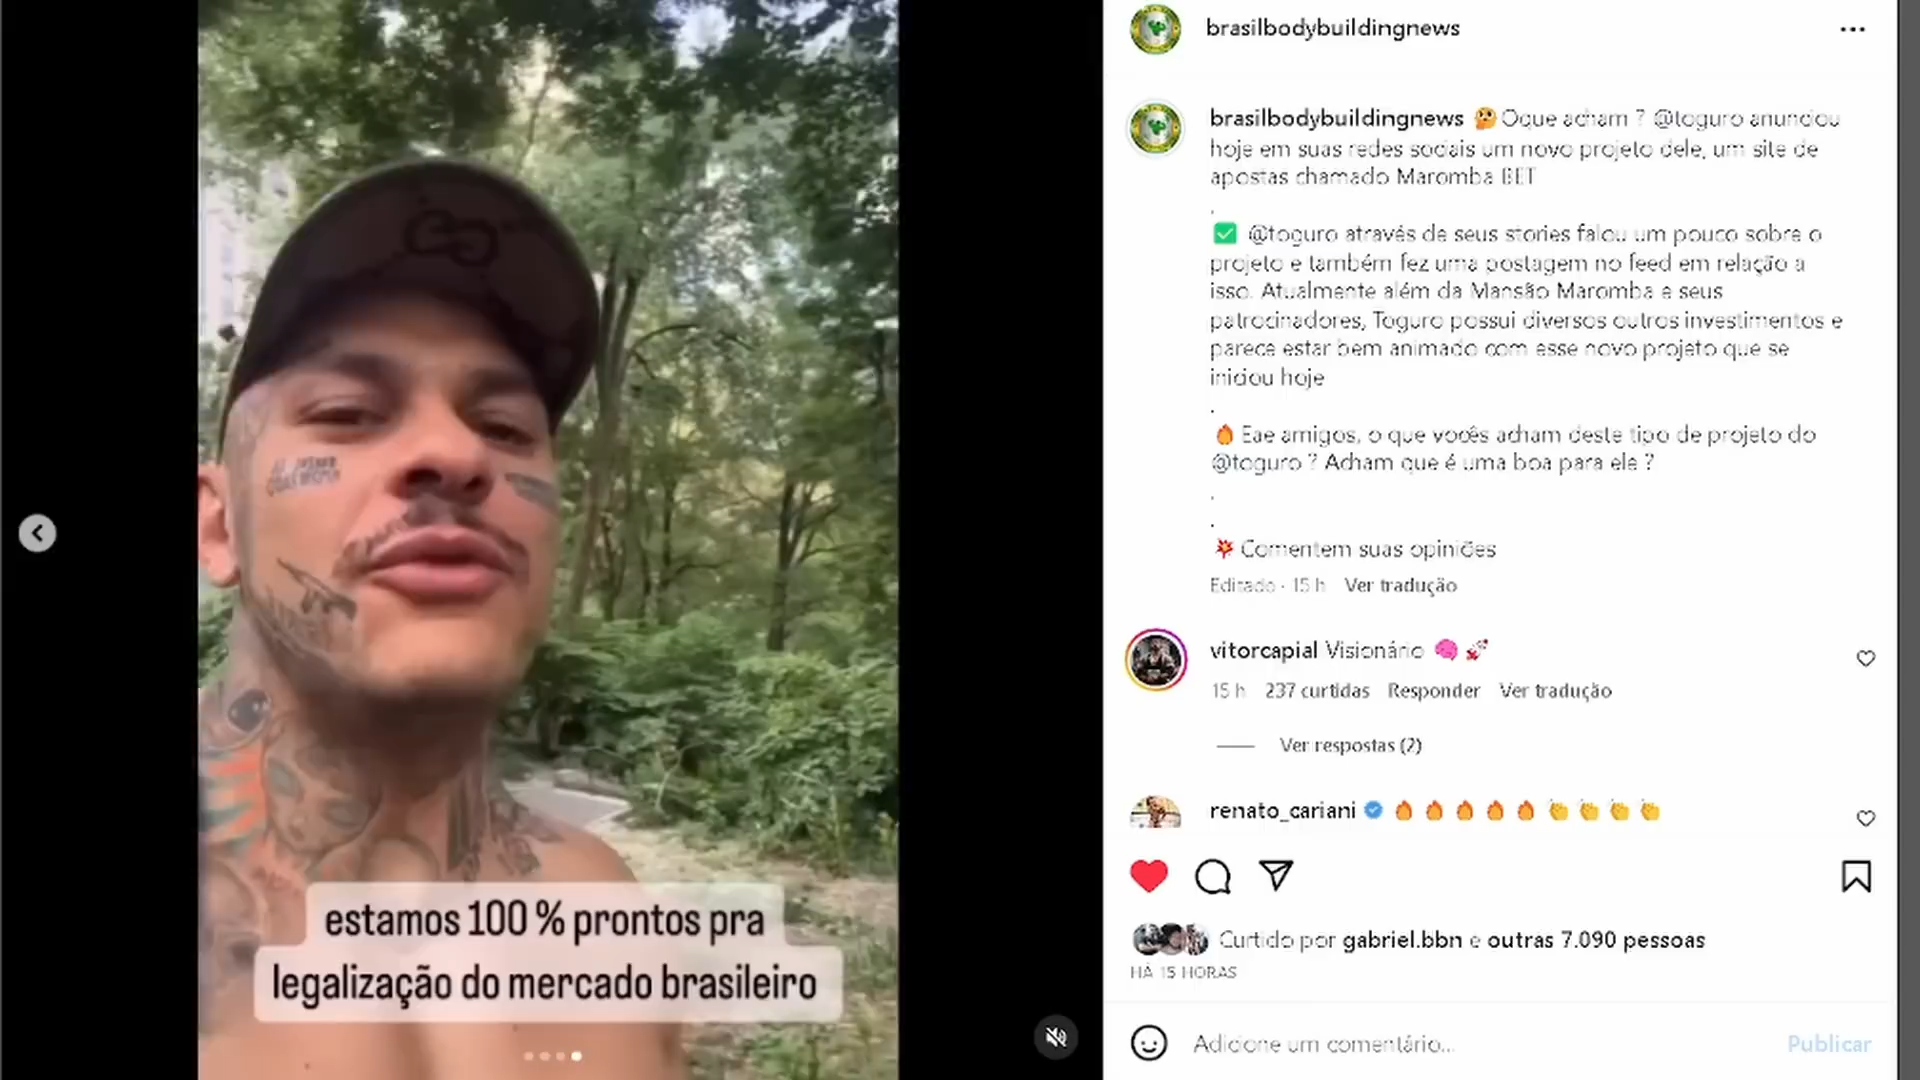 brasilbodybuildingnews
brasilbodybuildingnews 🤔 Oque acham ? @toguro anunciou
hoje em suas redes sociais um novo projeto dele, um site de
apostas chamado Maromba BET
.
✅ @toguro através de seus stories falou um pouco sobre o
projeto e também fez uma postagem no feed em relação a
isso. Atualmente além da Mansão Maromba e seus
patrocinadores, Toguro possui diversos outros investimentos e
parece estar bem animado com esse novo projeto que se
iniciou hoje
.
🔥 Eae amigos, o que vocês acham deste tipo de projeto do
@toguro ? Acham que é uma boa para ele ?
.
.
💥 Comentem suas opiniões
Editado · 15 h Ver tradução
vitorcapial Visionário 🧠 🚀
15 h 237 curtidas Responder Ver tradução
Ver respostas (2)
renato_cariani 🔥 🔥 🔥 🔥 🔥 👏 👏 👏 👏
Curtido por gabriel.bbn e outras 7.090 pessoas
HÁ 15 HORAS
Adicione um comentário...
Publicar
estamos 100 % prontos pra
legalização do mercado brasileiro